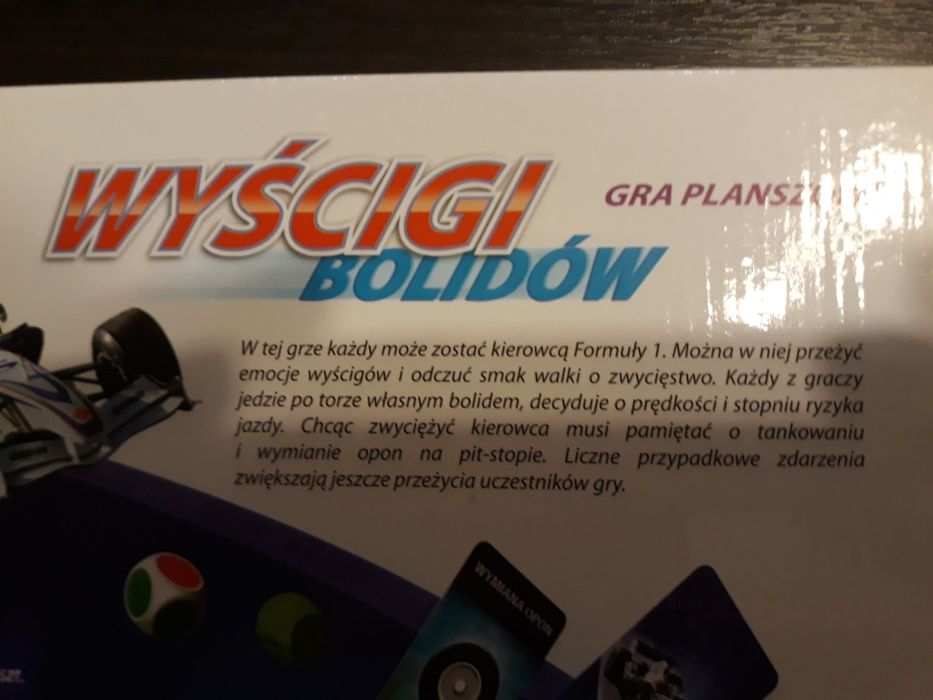 WYŚCIGI
GRA
BOLIDÓW
W tej grze każdy może zostać kierowcą Formuły 1. Można w niej przeżyć
emocje wyścigów i odczuć smak walki o zwycięstwo. Każdy z graczy
jedzie po torze własnym bolidem, decyduje o prędkości i stopniu ryzyka
jazdy. Chcąc zwyciężyć kierowca musi pamiętać o tankowaniu
i wymianie opon na pit-stopie. Liczne przypadkowe zdarzenia
zwiększają jeszcze przeżycia uczestników gry.
WYMIANA OPON
szt.